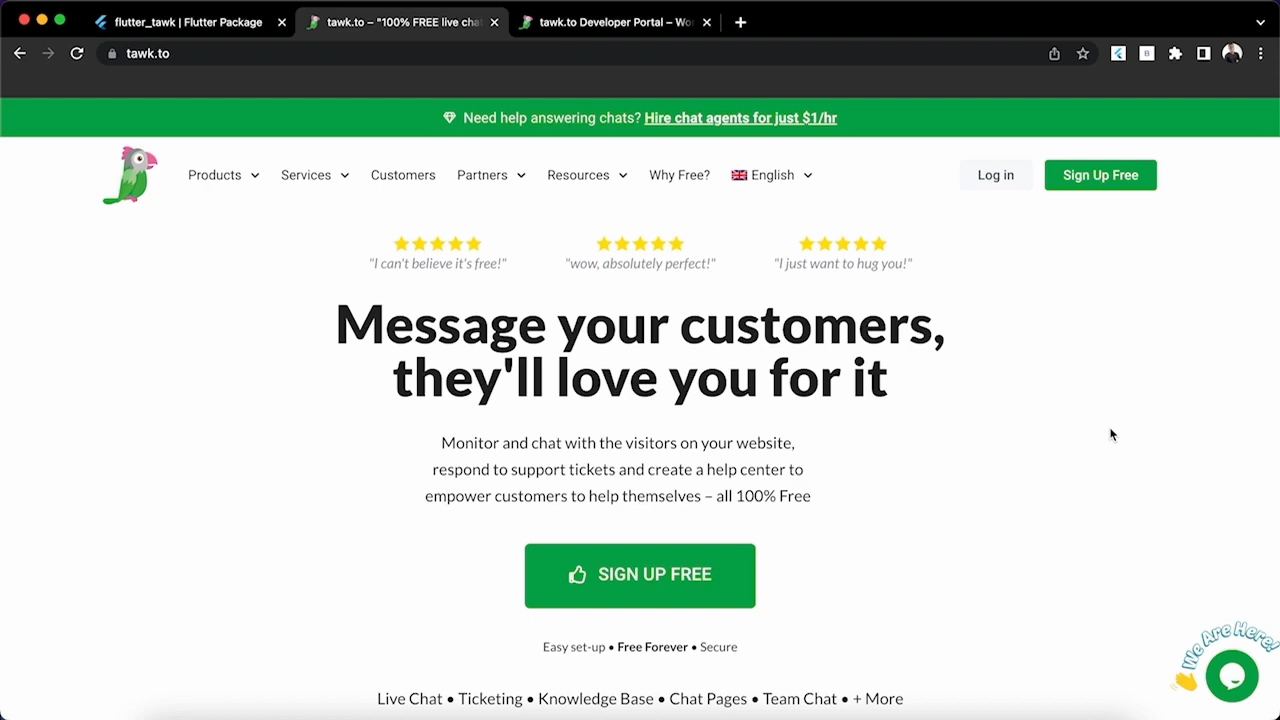 flutter_tawk | Flutter Package
tawk.to – "100% FREE live cha
tawk.to Developer Portal – Wo
tawk.to
Need help answering chats? Hire chat agents for just $1/hr
Products Services Customers Partners Resources Why Free? English Log in Sign Up Free
"I can't believe it's free!" "wow, absolutely perfect!" "I just want to hug you!"
Message your customers,
they'll love you for it
Monitor and chat with the visitors on your website,
respond to support tickets and create a help center to
empower customers to help themselves – all 100% Free
SIGN UP FREE
Easy set-up • Free Forever • Secure
We Are Here!
Live Chat • Ticketing • Knowledge Base • Chat Pages • Team Chat • + More